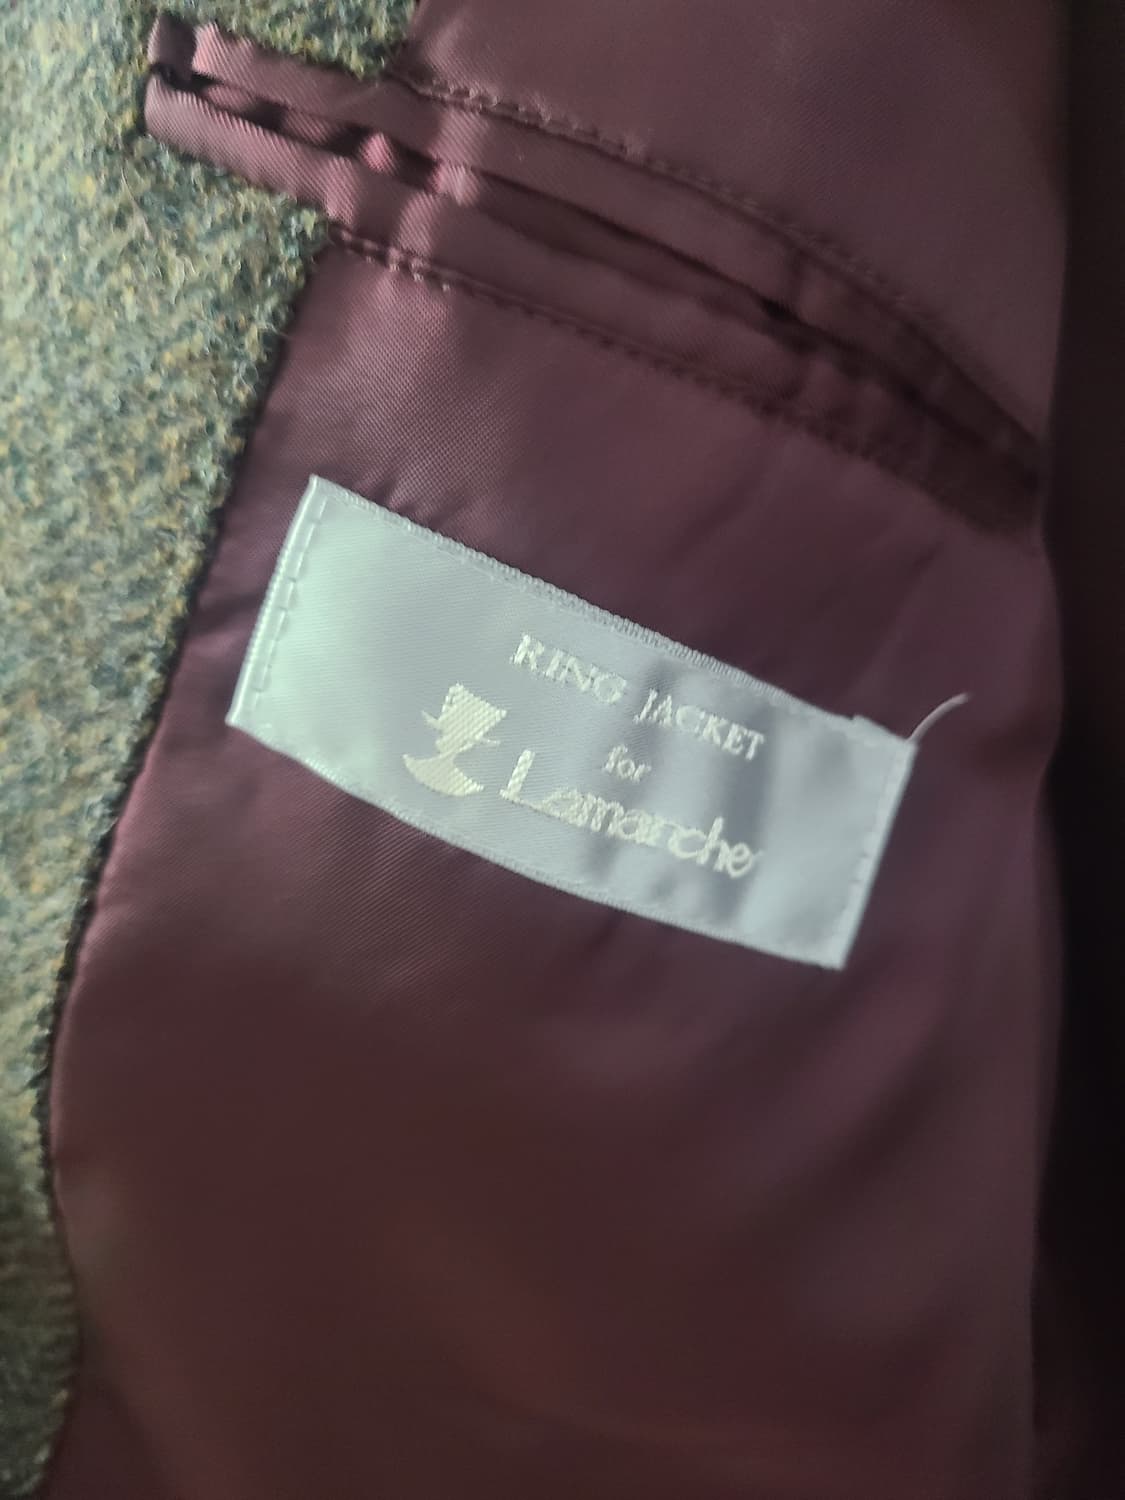 RING JACKET
for
Lamarche